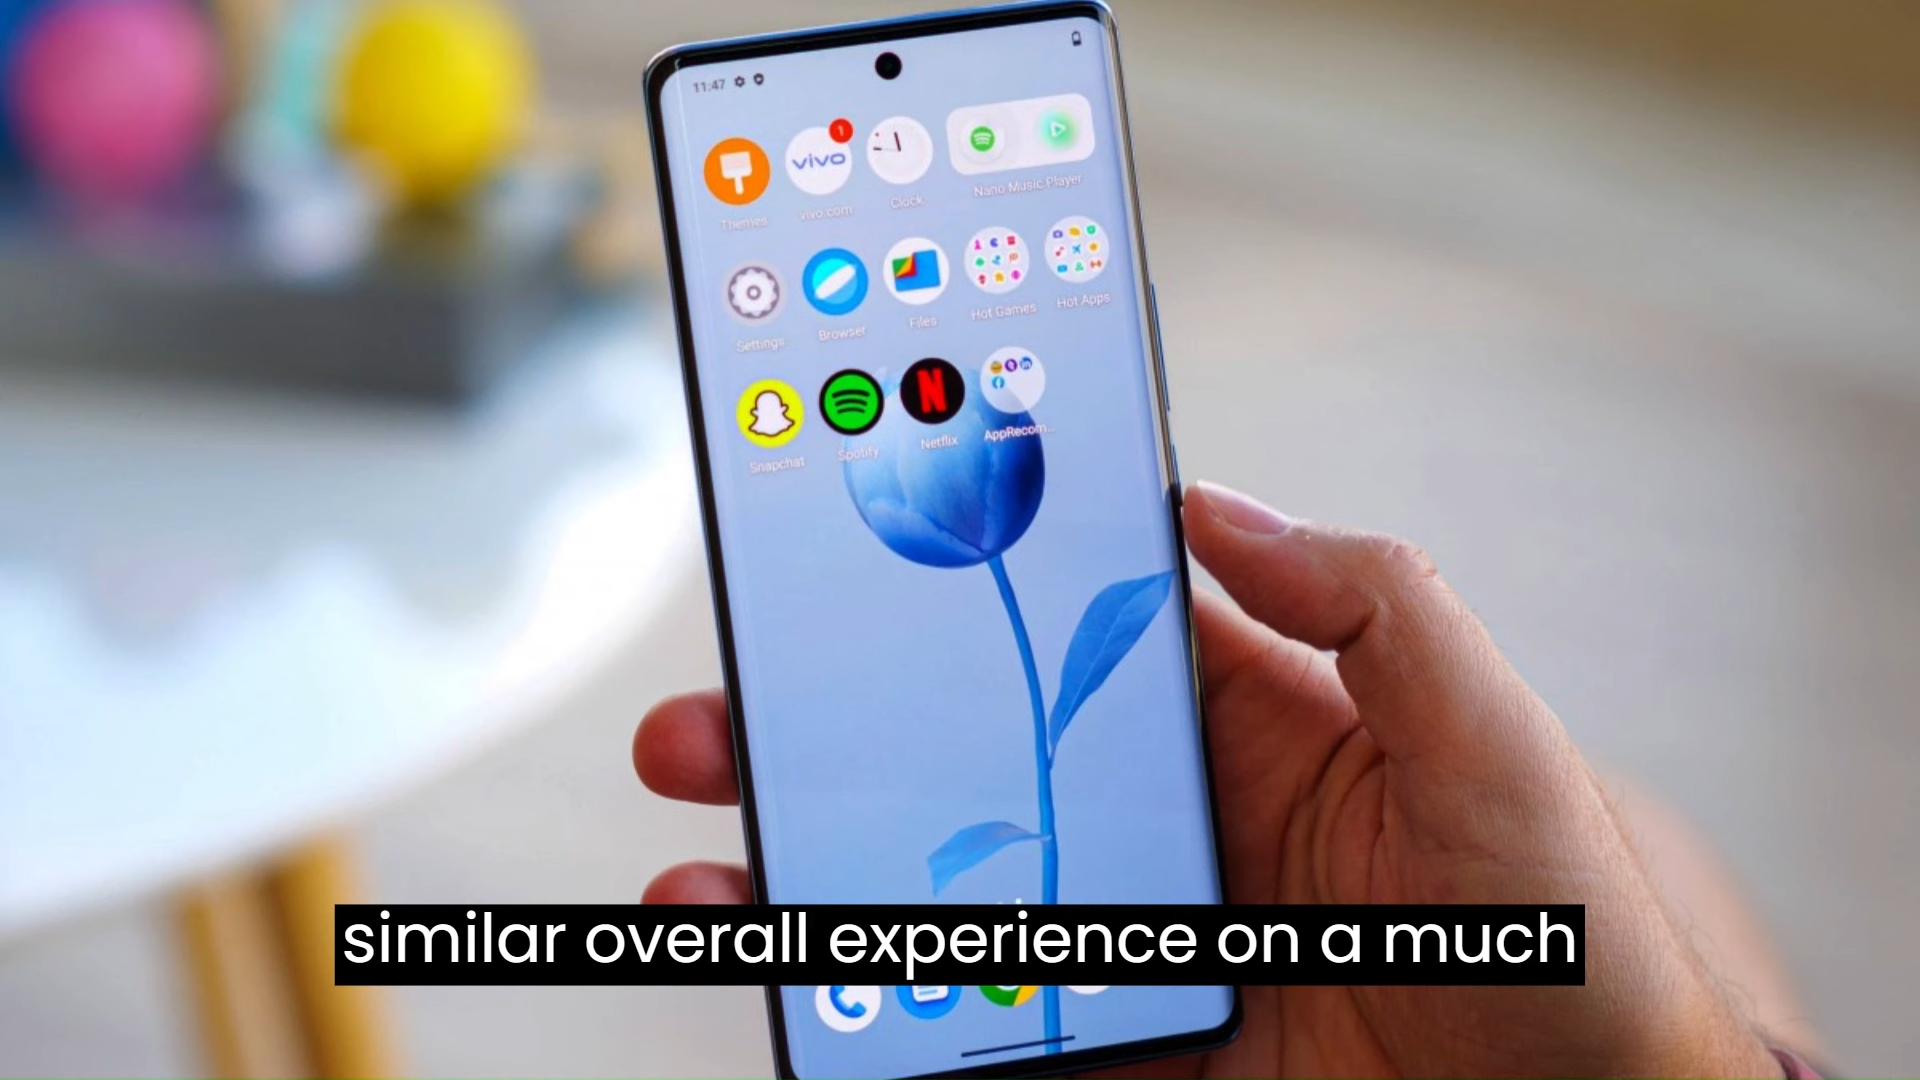 11:47
1
vivo
Themes
vivo.com
Clock
Nano Music Player
Settings
Browser
Files
Hot Games
Hot Apps
N
Snapchat
Spotify
Netflix
AppRecom...
similar overall experience on a much